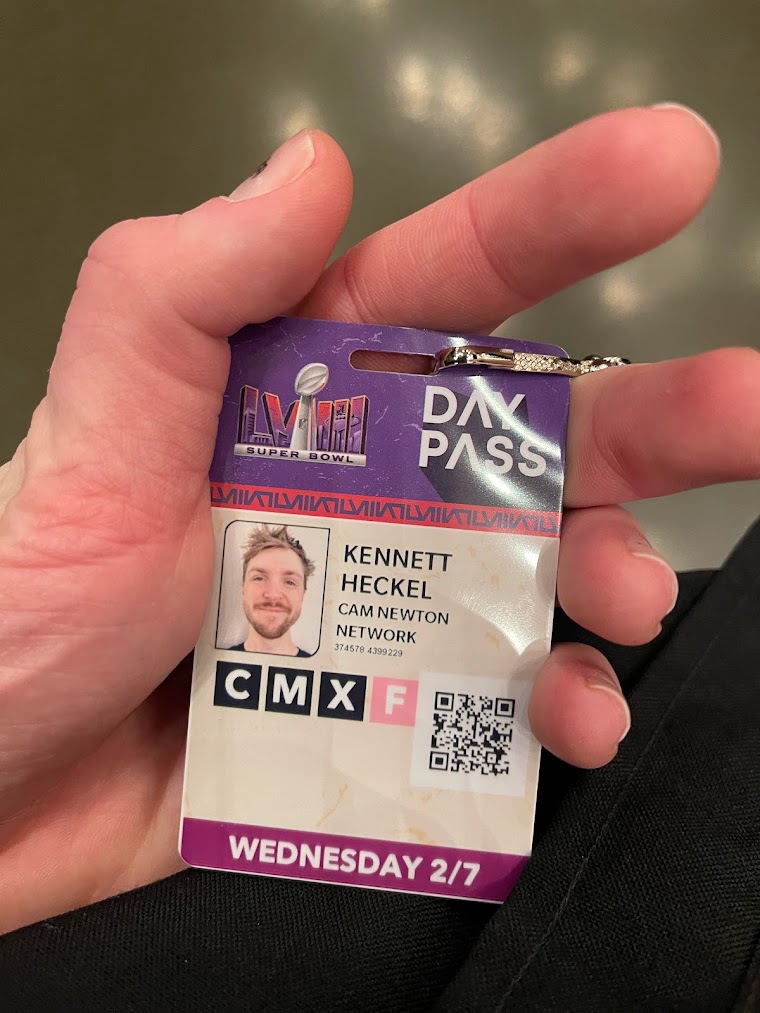 LVIII
SUPER BOWL
DAY
PASS
KENNETT
HECKEL
CAM NEWTON
NETWORK
374578 4399229
C M X F
WEDNESDAY 2/7